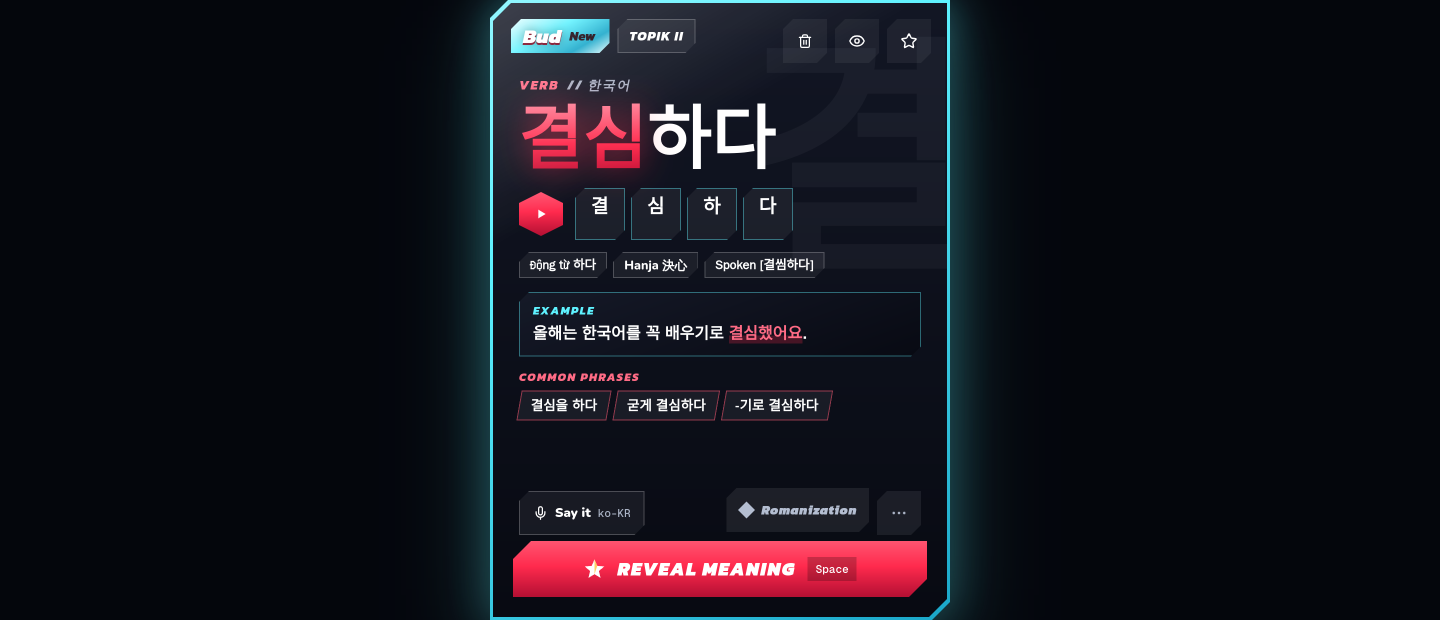 Bud New TOPIK II
VERB // 한국어
결심하다
결 심 하 다
Động từ 하다 Hanja 決心 Spoken [결씸하다]
EXAMPLE
올해는 한국어를 꼭 배우기로 결심했어요.
COMMON PHRASES
결심을 하다 굳게 결심하다 -기로 결심하다
Say it ko-KR Romanization ...
REVEAL MEANING Space